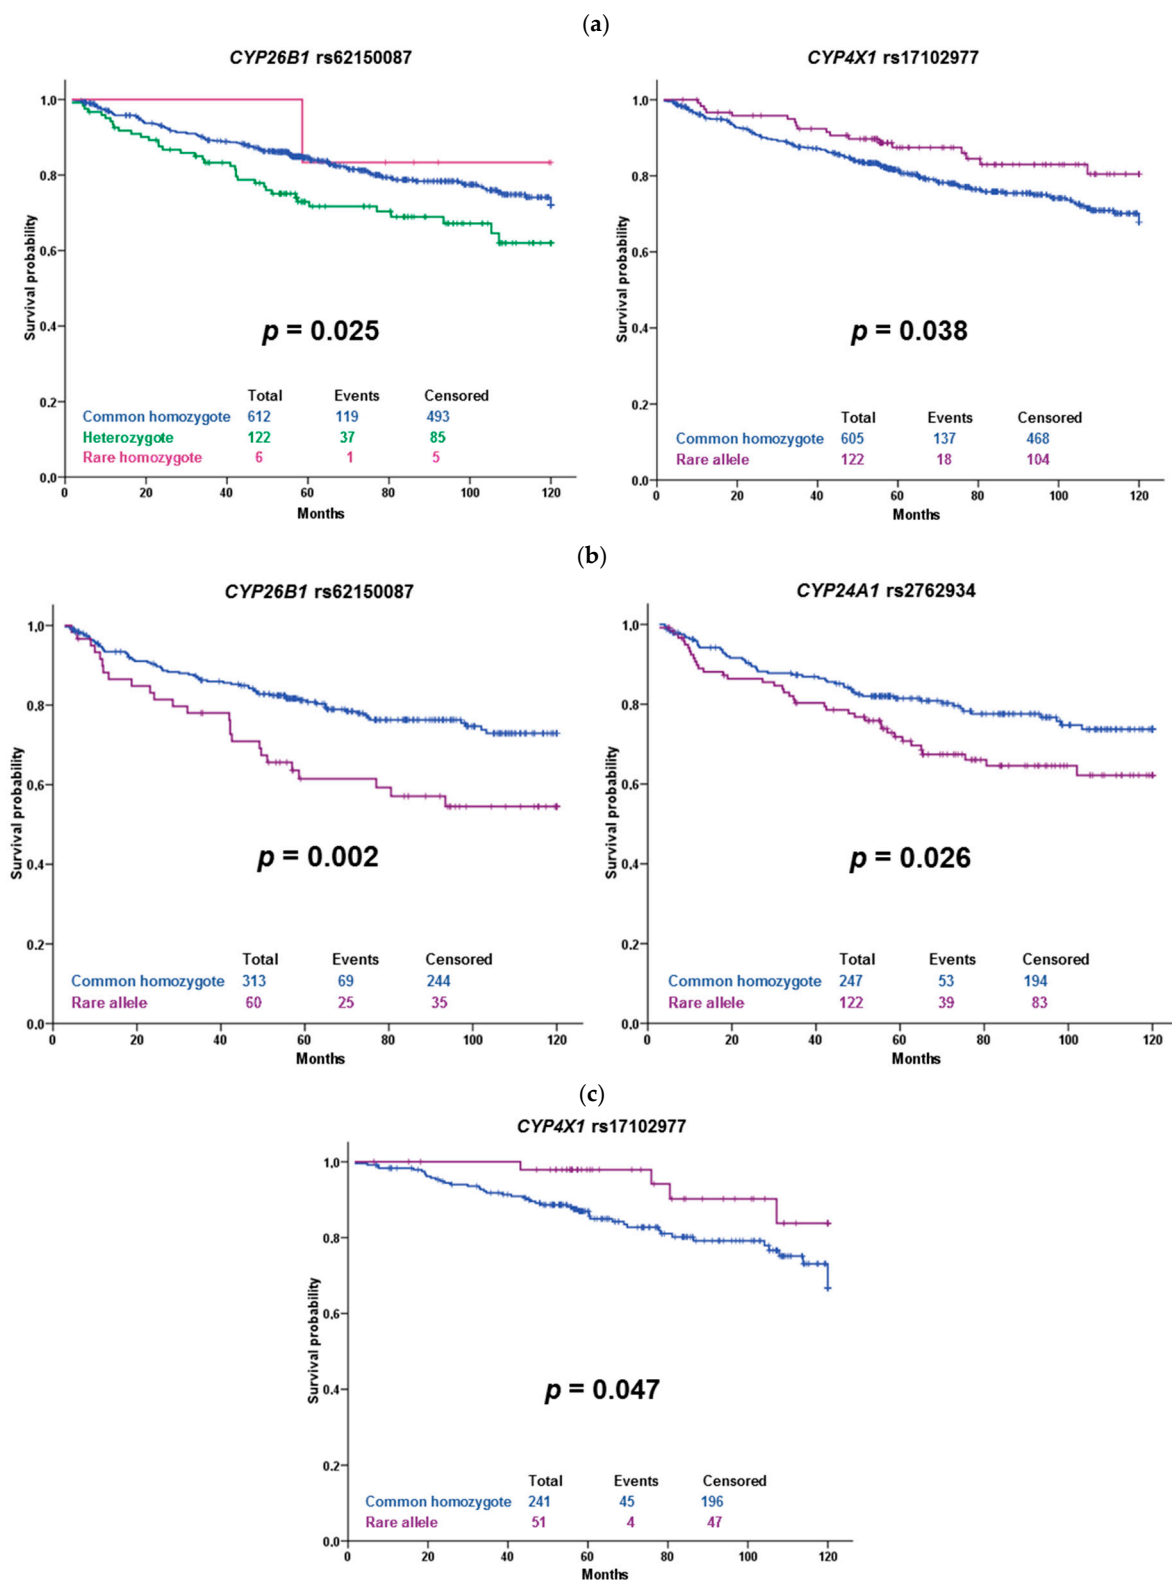 (a)
CYP26B1 rs62150087
CYP4X1 rs17102977
Survival probability
1.0
0.8
0.6
0.4
0.2
0.0
p = 0.025
Total Events Censored
Common homozygote 612 119 493
Heterozygote 122 37 85
Rare homozygote 6 1 5
0 20 40 60 80 100 120
Months
Survival probability
1.0
0.8
0.6
0.4
0.2
0.0
p = 0.038
Total Events Censored
Common homozygote 605 137 468
Rare allele 122 18 104
0 20 40 60 80 100 120
Months
(b)
CYP26B1 rs62150087
CYP24A1 rs2762934
Survival probability
1,0
0,8
0,6
0,4
0,2
0,0
p = 0.002
Total Events Censored
Common homozygote 313 69 244
Rare allele 60 25 35
0 20 40 60 80 100 120
Months
Survival probability
1,0
0,8
0,6
0,4
0,2
0,0
p = 0.026
Total Events Censored
Common homozygote 247 53 194
Rare allele 122 39 83
0 20 40 60 80 100 120
Months
(c)
CYP4X1 rs17102977
Survival probability
1.0
0.8
0.6
0.4
0.2
0.0
p = 0.047
Total Events Censored
Common homozygote 241 45 196
Rare allele 51 4 47
0 20 40 60 80 100 120
Months